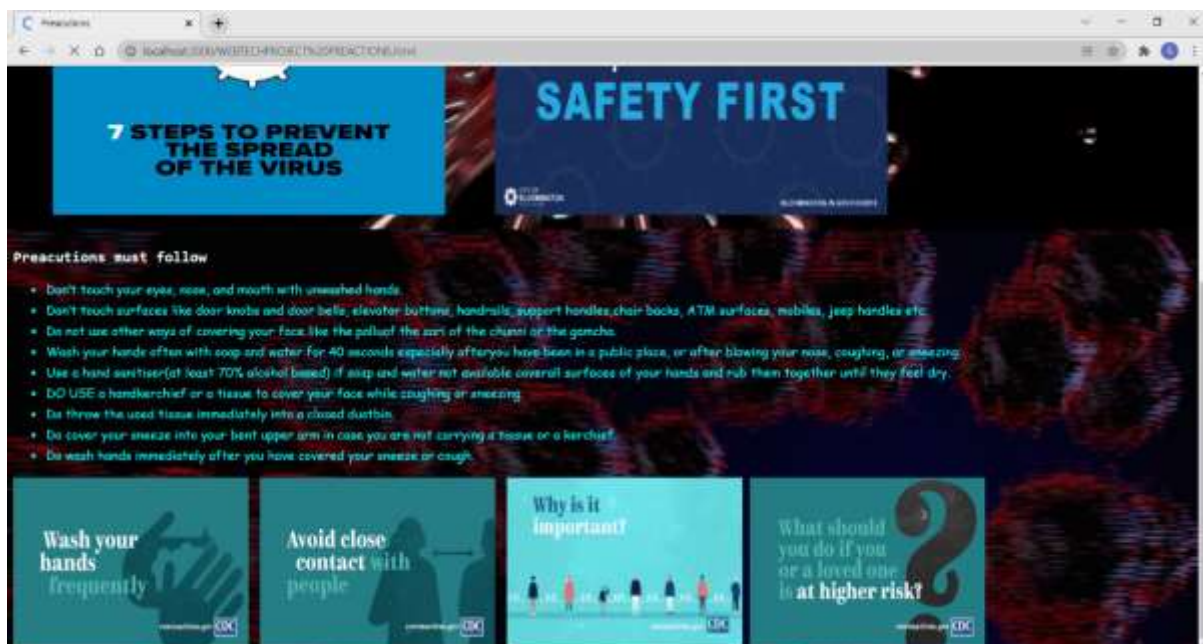 Preacutions
localhost:3000/WEBTECHPROJECT%20PREACTIONS.html
7 STEPS TO PREVENT
THE SPREAD
OF THE VIRUS
SAFETY FIRST
CITY OF
BLOOMINGTON
Preacutions must follow
Don't touch your eyes, nose, and mouth with unwashed hands.
Don't touch surfaces like door knobs and door bells, elevator buttons, handrails, support handles,chair backs, ATM surfaces, mobiles, jeep handles etc.
Do not use other ways of covering your face like the palluof the sari of the chunni or the gamcha.
Wash your hands often with soap and water for 40 seconds especially afteryou have been in a public place, or after blowing your nose, coughing, or sneezing.
Use a hand sanitiser(at least 70% alcohol based) if soap and water not available coverall surfaces of your hands and rub them together until they feel dry.
DO USE a handkerchief or a tissue to cover your face while coughing or sneezing
Do throw the used tissue immediately into a closed dustbin.
Do cover your sneeze into your bent upper arm in case you are not carrying a tissue or a kerchief.
Do wash hands immediately after you have covered your sneeze or cough.
Wash your
hands
frequently
CDC
Avoid close
contact with
people
CDC
Why is it
important?
CDC
What should
you do if you
or a loved one
is at higher risk?
CDC